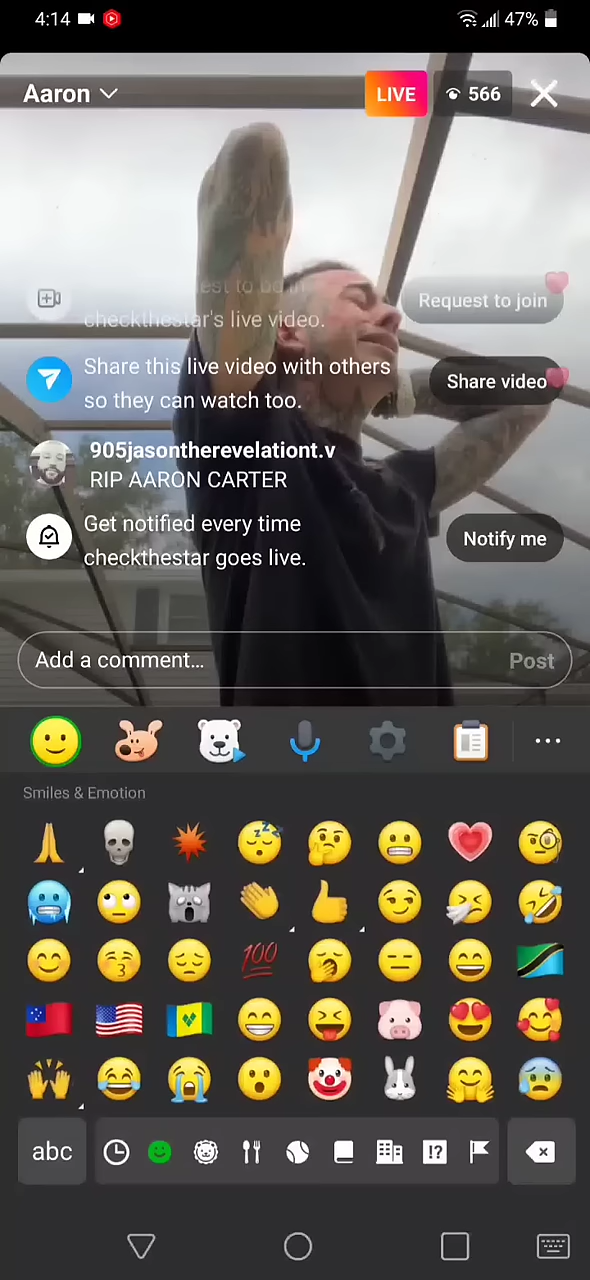 4:14
47%
Aaron
LIVE
566
Request to join
checkthestar's live video.
Share this live video with others
so they can watch too.
Share video
905jasontherevelationt.v
RIP AARON CARTER
Get notified every time
checkthestar goes live.
Notify me
Add a comment...
Post
Smiles & Emotion
100
abc
!?